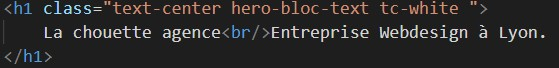 <h1 class="text-center hero-bloc-text tc-white ">
La chouette agence<br/>Entreprise Webdesign à Lyon.
</h1>